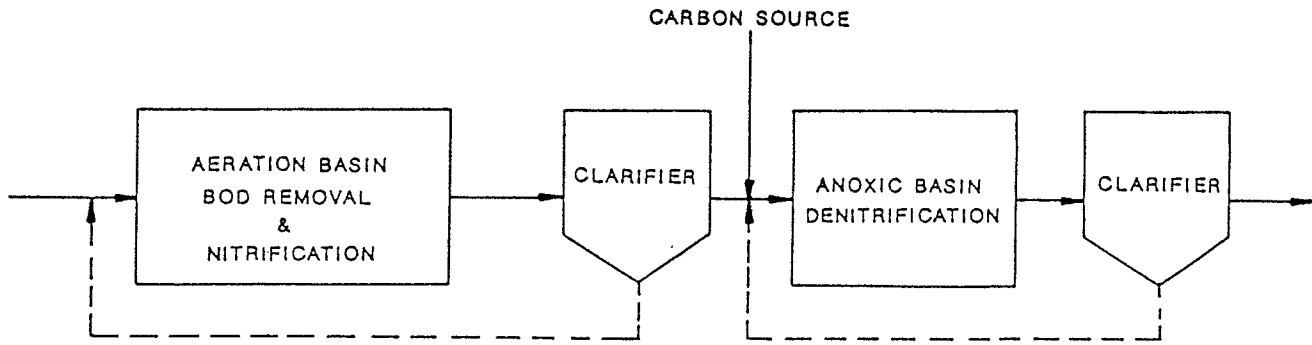 CARBON SOURCE
AERATION BASIN
BOD REMOVAL
&
NITRIFICATION
CLARIFIER
ANOXIC BASIN
DENITRIFICATION
CLARIFIER